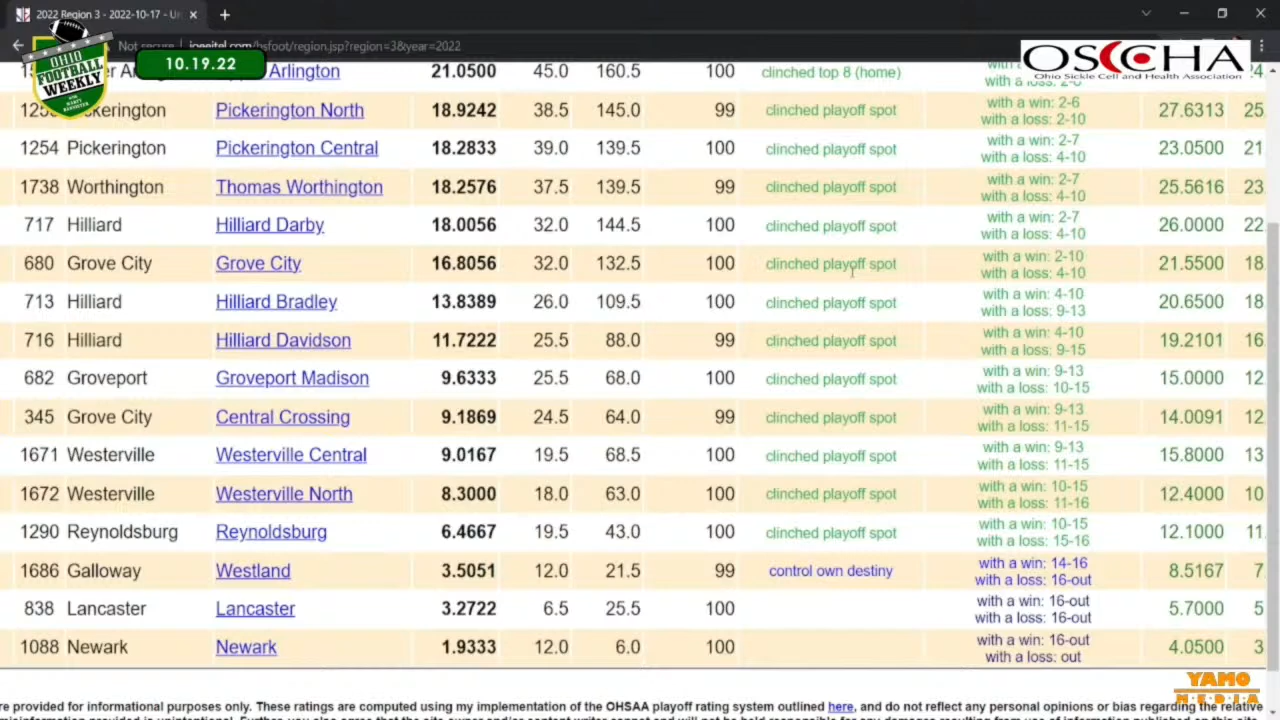 2022 Region 3 - 2022-10-17 - Un
Not secure joeeitel.com/hsfoot/region.jsp?region=3&year=2022
OHIO FOOTBALL WEEKLY
10.19.22
OSCCHA
Ohio Sickle Cell and Health Association
Arlington 21.0500 45.0 160.5 100 clinched top 8 (home)
Pickerington North 18.9242 38.5 145.0 99 clinched playoff spot with a win: 2-6 27.6313 25
with a loss: 2-10
1254 Pickerington Pickerington Central 18.2833 39.0 139.5 100 clinched playoff spot with a win: 2-7 23.0500 21
with a loss: 4-10
1738 Worthington Thomas Worthington 18.2576 37.5 139.5 99 clinched playoff spot with a win: 2-7 25.5616 23
with a loss: 4-10
717 Hilliard Hilliard Darby 18.0056 32.0 144.5 100 clinched playoff spot with a win: 2-7 26.0000 22
with a loss: 4-10
680 Grove City Grove City 16.8056 32.0 132.5 100 clinched playoff spot with a win: 2-10 21.5500 18
with a loss: 4-10
713 Hilliard Hilliard Bradley 13.8389 26.0 109.5 100 clinched playoff spot with a win: 4-10 20.6500 18
with a loss: 9-13
716 Hilliard Hilliard Davidson 11.7222 25.5 88.0 99 clinched playoff spot with a win: 4-10 19.2101 16
with a loss: 9-15
682 Groveport Groveport Madison 9.6333 25.5 68.0 100 clinched playoff spot with a win: 9-13 15.0000 12
with a loss: 10-15
345 Grove City Central Crossing 9.1869 24.5 64.0 99 clinched playoff spot with a win: 9-13 14.0091 12
with a loss: 11-15
1671 Westerville Westerville Central 9.0167 19.5 68.5 100 clinched playoff spot with a win: 9-13 15.8000 13
with a loss: 11-15
1672 Westerville Westerville North 8.3000 18.0 63.0 100 clinched playoff spot with a win: 10-15 12.4000 10
with a loss: 11-16
1290 Reynoldsburg Reynoldsburg 6.4667 19.5 43.0 100 clinched playoff spot with a win: 10-15 12.1000 11
with a loss: 15-16
1686 Galloway Westland 3.5051 12.0 21.5 99 control own destiny with a win: 14-16 8.5167 7
with a loss: 16-out
838 Lancaster Lancaster 3.2722 6.5 25.5 100 with a win: 16-out 5.7000 5
with a loss: 16-out
1088 Newark Newark 1.9333 12.0 6.0 100 with a win: 16-out 4.0500 3
with a loss: out
YAMO
MEDIA
re provided for informational purposes only. These ratings are computed using my implementation of the OHSAA playoff rating system outlined here, and do not reflect any personal opinions or bias regarding the relative